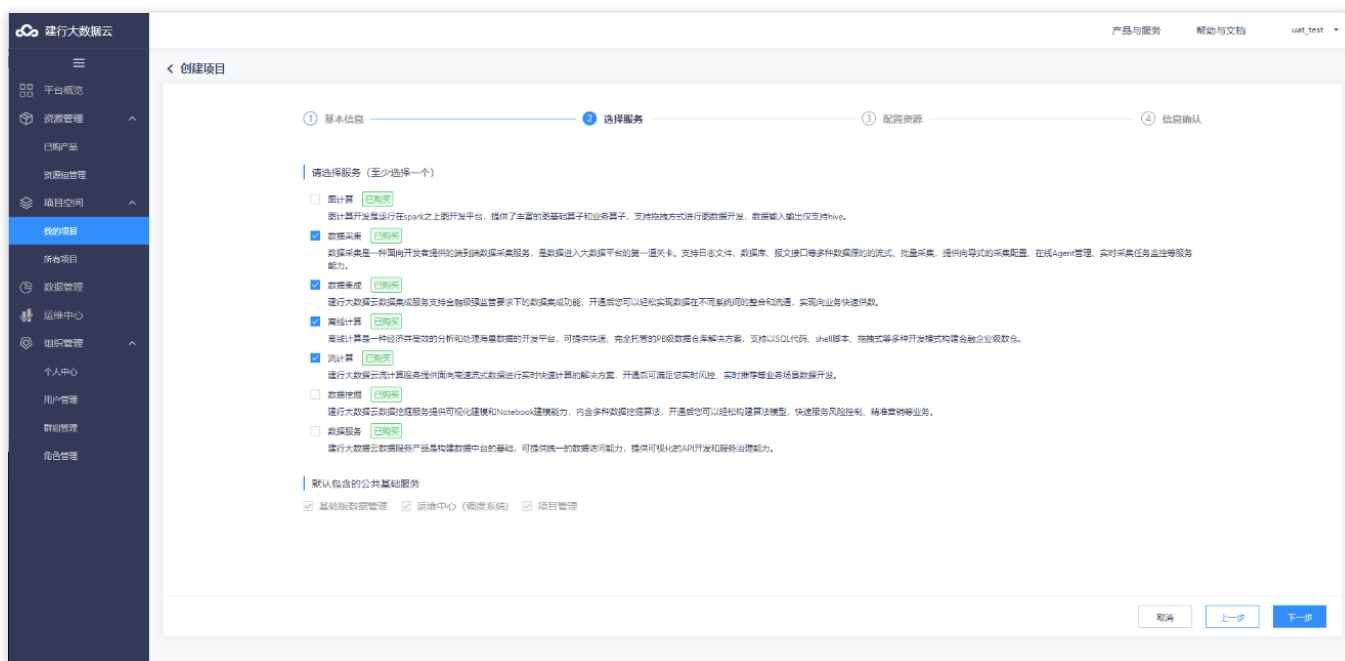 建行大数据云
产品与服务 帮助与文档 uat_test
创建项目
平台概览
资源管理
已购产品
资源组管理
项目空间
我的项目
所有项目
数据管理
运维中心
组织管理
个人中心
用户管理
群组管理
角色管理
1 基本信息 2 选择服务 3 配置资源 4 信息确认
请选择服务（至少选择一个）
图计算 已购买
图计算开发是运行在spark之上图开发平台，提供了丰富的图基础算子和业务算子，支持拖拽方式进行图数据开发，数据输入输出仅支持hive。
数据采集 已购买
数据采集是一种面向开发者提供的端到端数据采集服务，是数据进入大数据平台的第一道关卡。支持日志文件、数据库、报文接口等多种数据源的的流式、批量采集，提供向导式的采集配置、在线Agent管理、实时采集任务监控等服务
能力。
数据集成 已购买
建行大数据云数据集成服务支持金融级强监管要求下的数据集成功能，开通后您可以轻松实现数据在不同系统间的整合和流通，实现向业务快速供数。
离线计算 已购买
离线计算是一种经济并高效的分析和处理海量数据的开发平台，可提供快速、完全托管的PB级数据仓库解决方案，支持以SQL代码、shell脚本、拖拽式等多种开发模式构建金融企业级数仓。
流计算 已购买
建行大数据云流计算服务提供面向高速流式数据进行实时快速计算的解决方案，开通后可满足您实时风控、实时推荐等业务场景数据开发。
数据挖掘 已购买
建行大数据云数据挖掘服务提供可视化建模和Notebook建模能力，内含多种数据挖掘算法，开通后您可以轻松构建算法模型，快速服务风险控制、精准营销等业务。
数据服务 已购买
建行大数据云数据服务产品是构建数据中台的基础，可提供统一的数据访问能力，提供可视化的API开发和服务治理能力。
默认包含的公共基础服务
基础版数据管理 运维中心（调度系统) 项目管理
取消 上一步 下一步